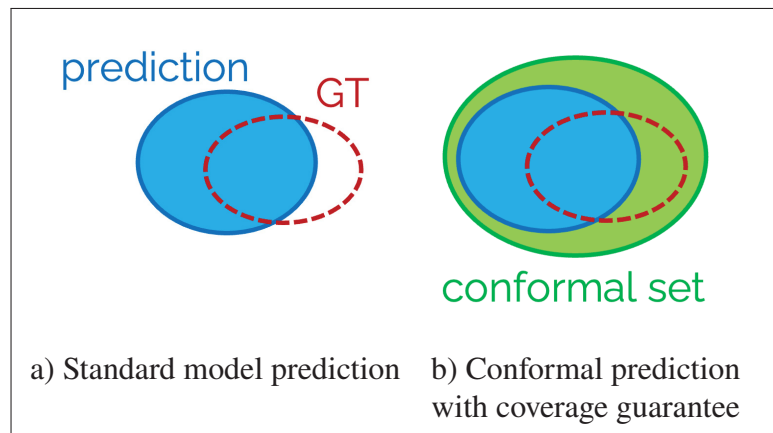 prediction
GT
conformal set
a) Standard model prediction
b) Conformal prediction
with coverage guarantee